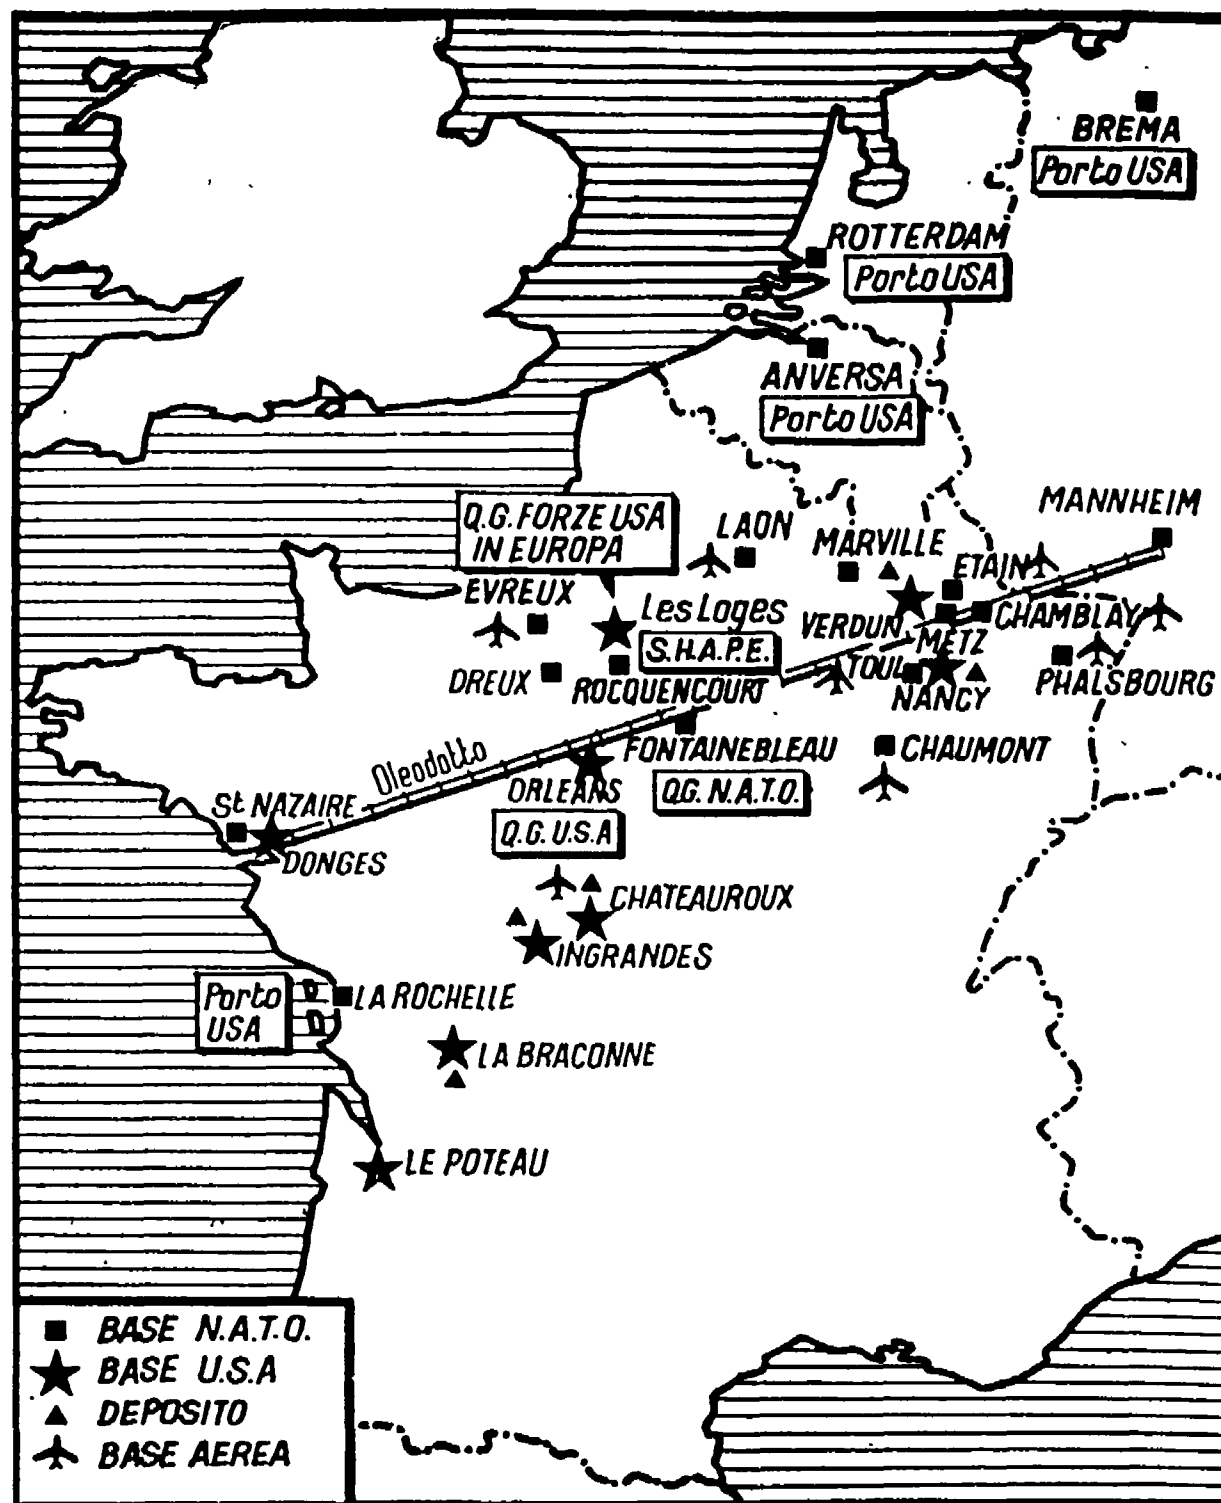 BREMA
Porto USA
ROTTERDAM
Porto USA
ANVERSA
Porto USA
MANNHEIM
Q.G. FORZE USA
IN EUROPA
LAON
MARVILLE
ETAIN
EVREUX
Les Loges
S.H.A.P.E.
VERDUN
CHAMBLAY
METZ
TOUL
DREUX
ROCQUENCOURT
NANCY
PHALSBOURG
Oleodotto
FONTAINEBLEAU
Q.G. N.A.T.O.
CHAUMONT
ORLEANS
Q.G. U.S.A
St NAZAIRE
DONGES
CHATEAUROUX
INGRANDES
Porto
USA
LA ROCHELLE
LA BRACONNE
LE POTEAU
BASE N.A.T.O.
BASE U.S.A
DEPOSITO
BASE AEREA